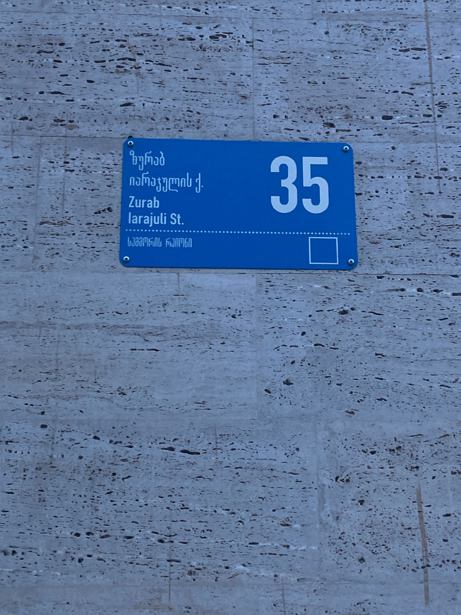 ზურაბ
იარაჯულის ქ.
Zurab
Iarajuli St.
35
სამგორის რაიონი